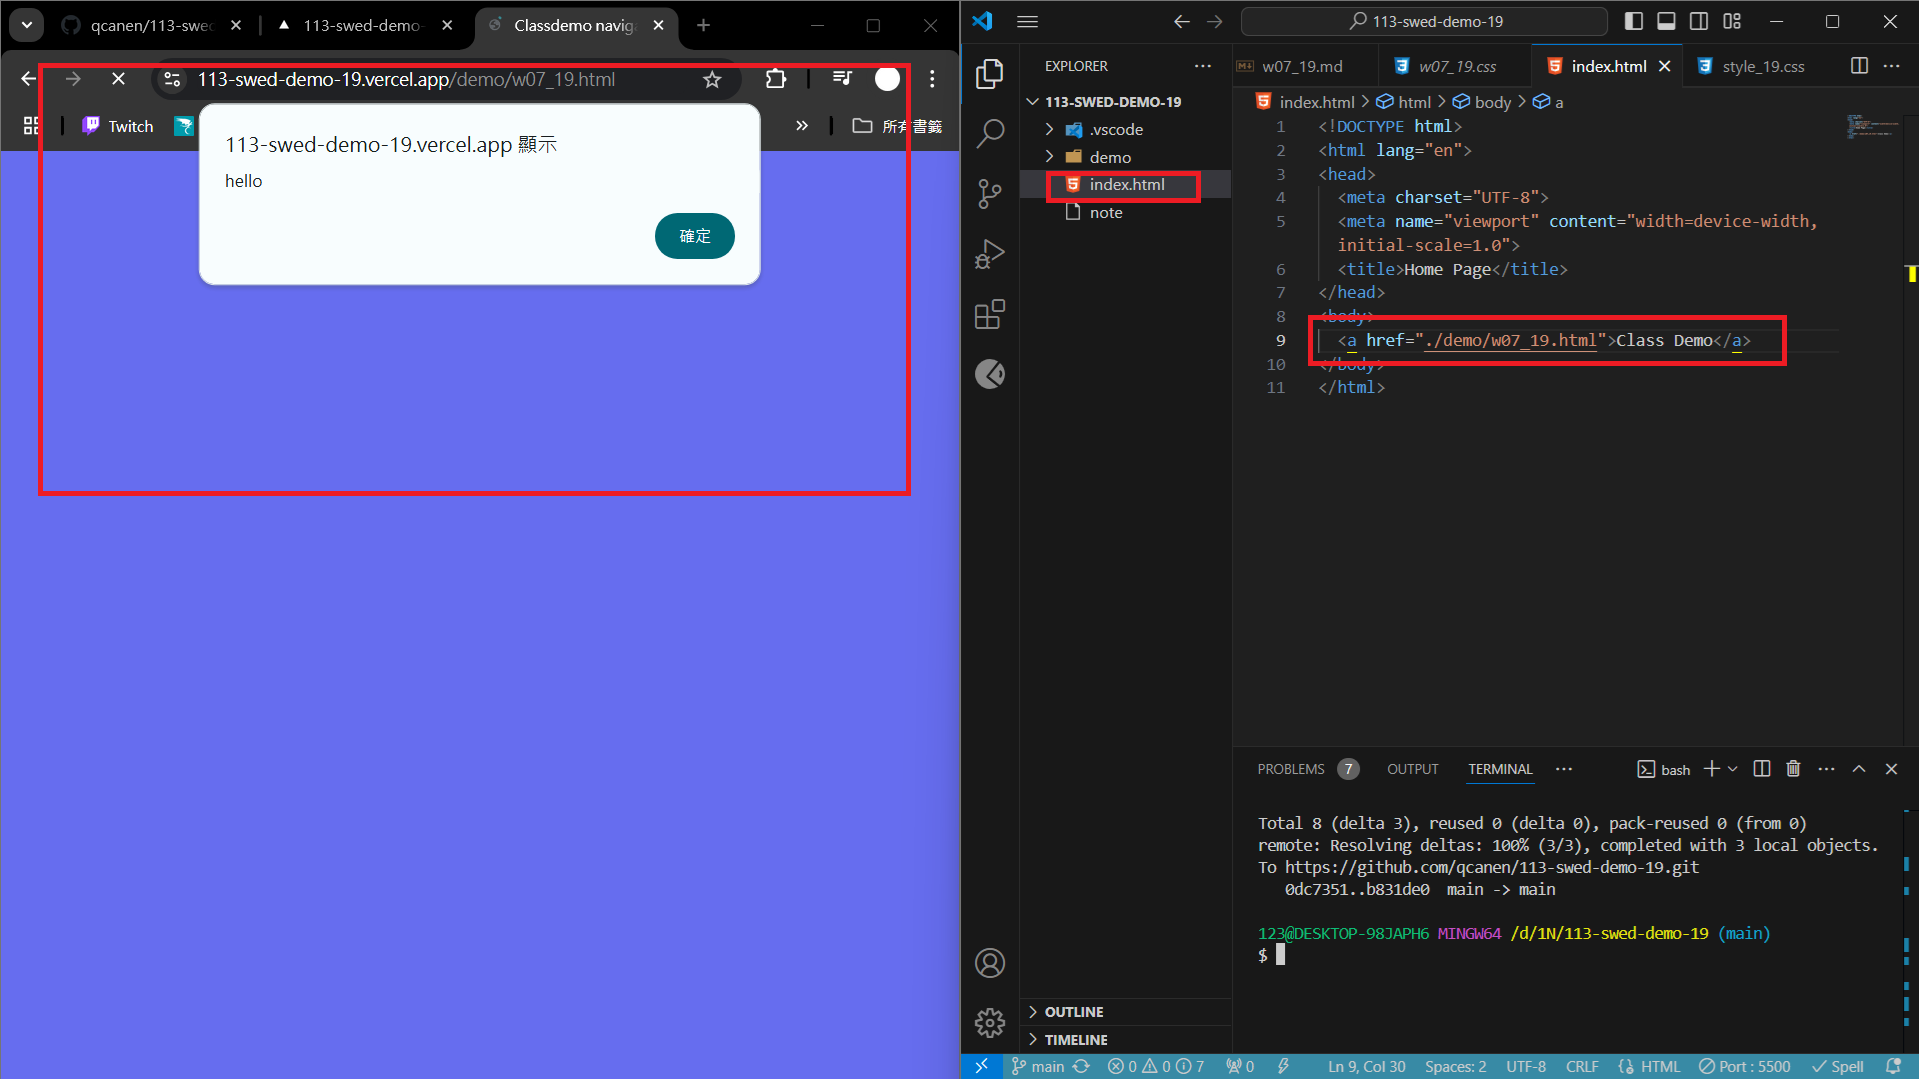 qcanen/113-swed
113-swed-demo-
Classdemo navig
113-swed-demo-19.vercel.app/demo/w07_19.html
Twitch
所有書籤
113-swed-demo-19.vercel.app 顯示
hello
確定
113-swed-demo-19
EXPLORER
113-SWED-DEMO-19
.vscode
demo
index.html
note
OUTLINE
TIMELINE
w07_19.md
w07_19.css
index.html
style_19.css
index.html > html > body > a
1 <!DOCTYPE html>
2 <html lang="en">
3 <head>
4 <meta charset="UTF-8">
5 <meta name="viewport" content="width=device-width,
initial-scale=1.0">
6 <title>Home Page</title>
7 </head>
8 <body>
9 <a href="./demo/w07_19.html">Class Demo</a>
10 </body>
11 </html>
PROBLEMS 7 OUTPUT TERMINAL
bash
Total 8 (delta 3), reused 0 (delta 0), pack-reused 0 (from 0)
remote: Resolving deltas: 100% (3/3), completed with 3 local objects.
To https://github.com/qcanen/113-swed-demo-19.git
0dc7351..b831de0 main -> main
123@DESKTOP-98JAPH6 MINGW64 /d/1N/113-swed-demo-19 (main)
$
main 0 0 7 0 Ln 9, Col 30 Spaces: 2 UTF-8 CRLF HTML Port : 5500 Spell